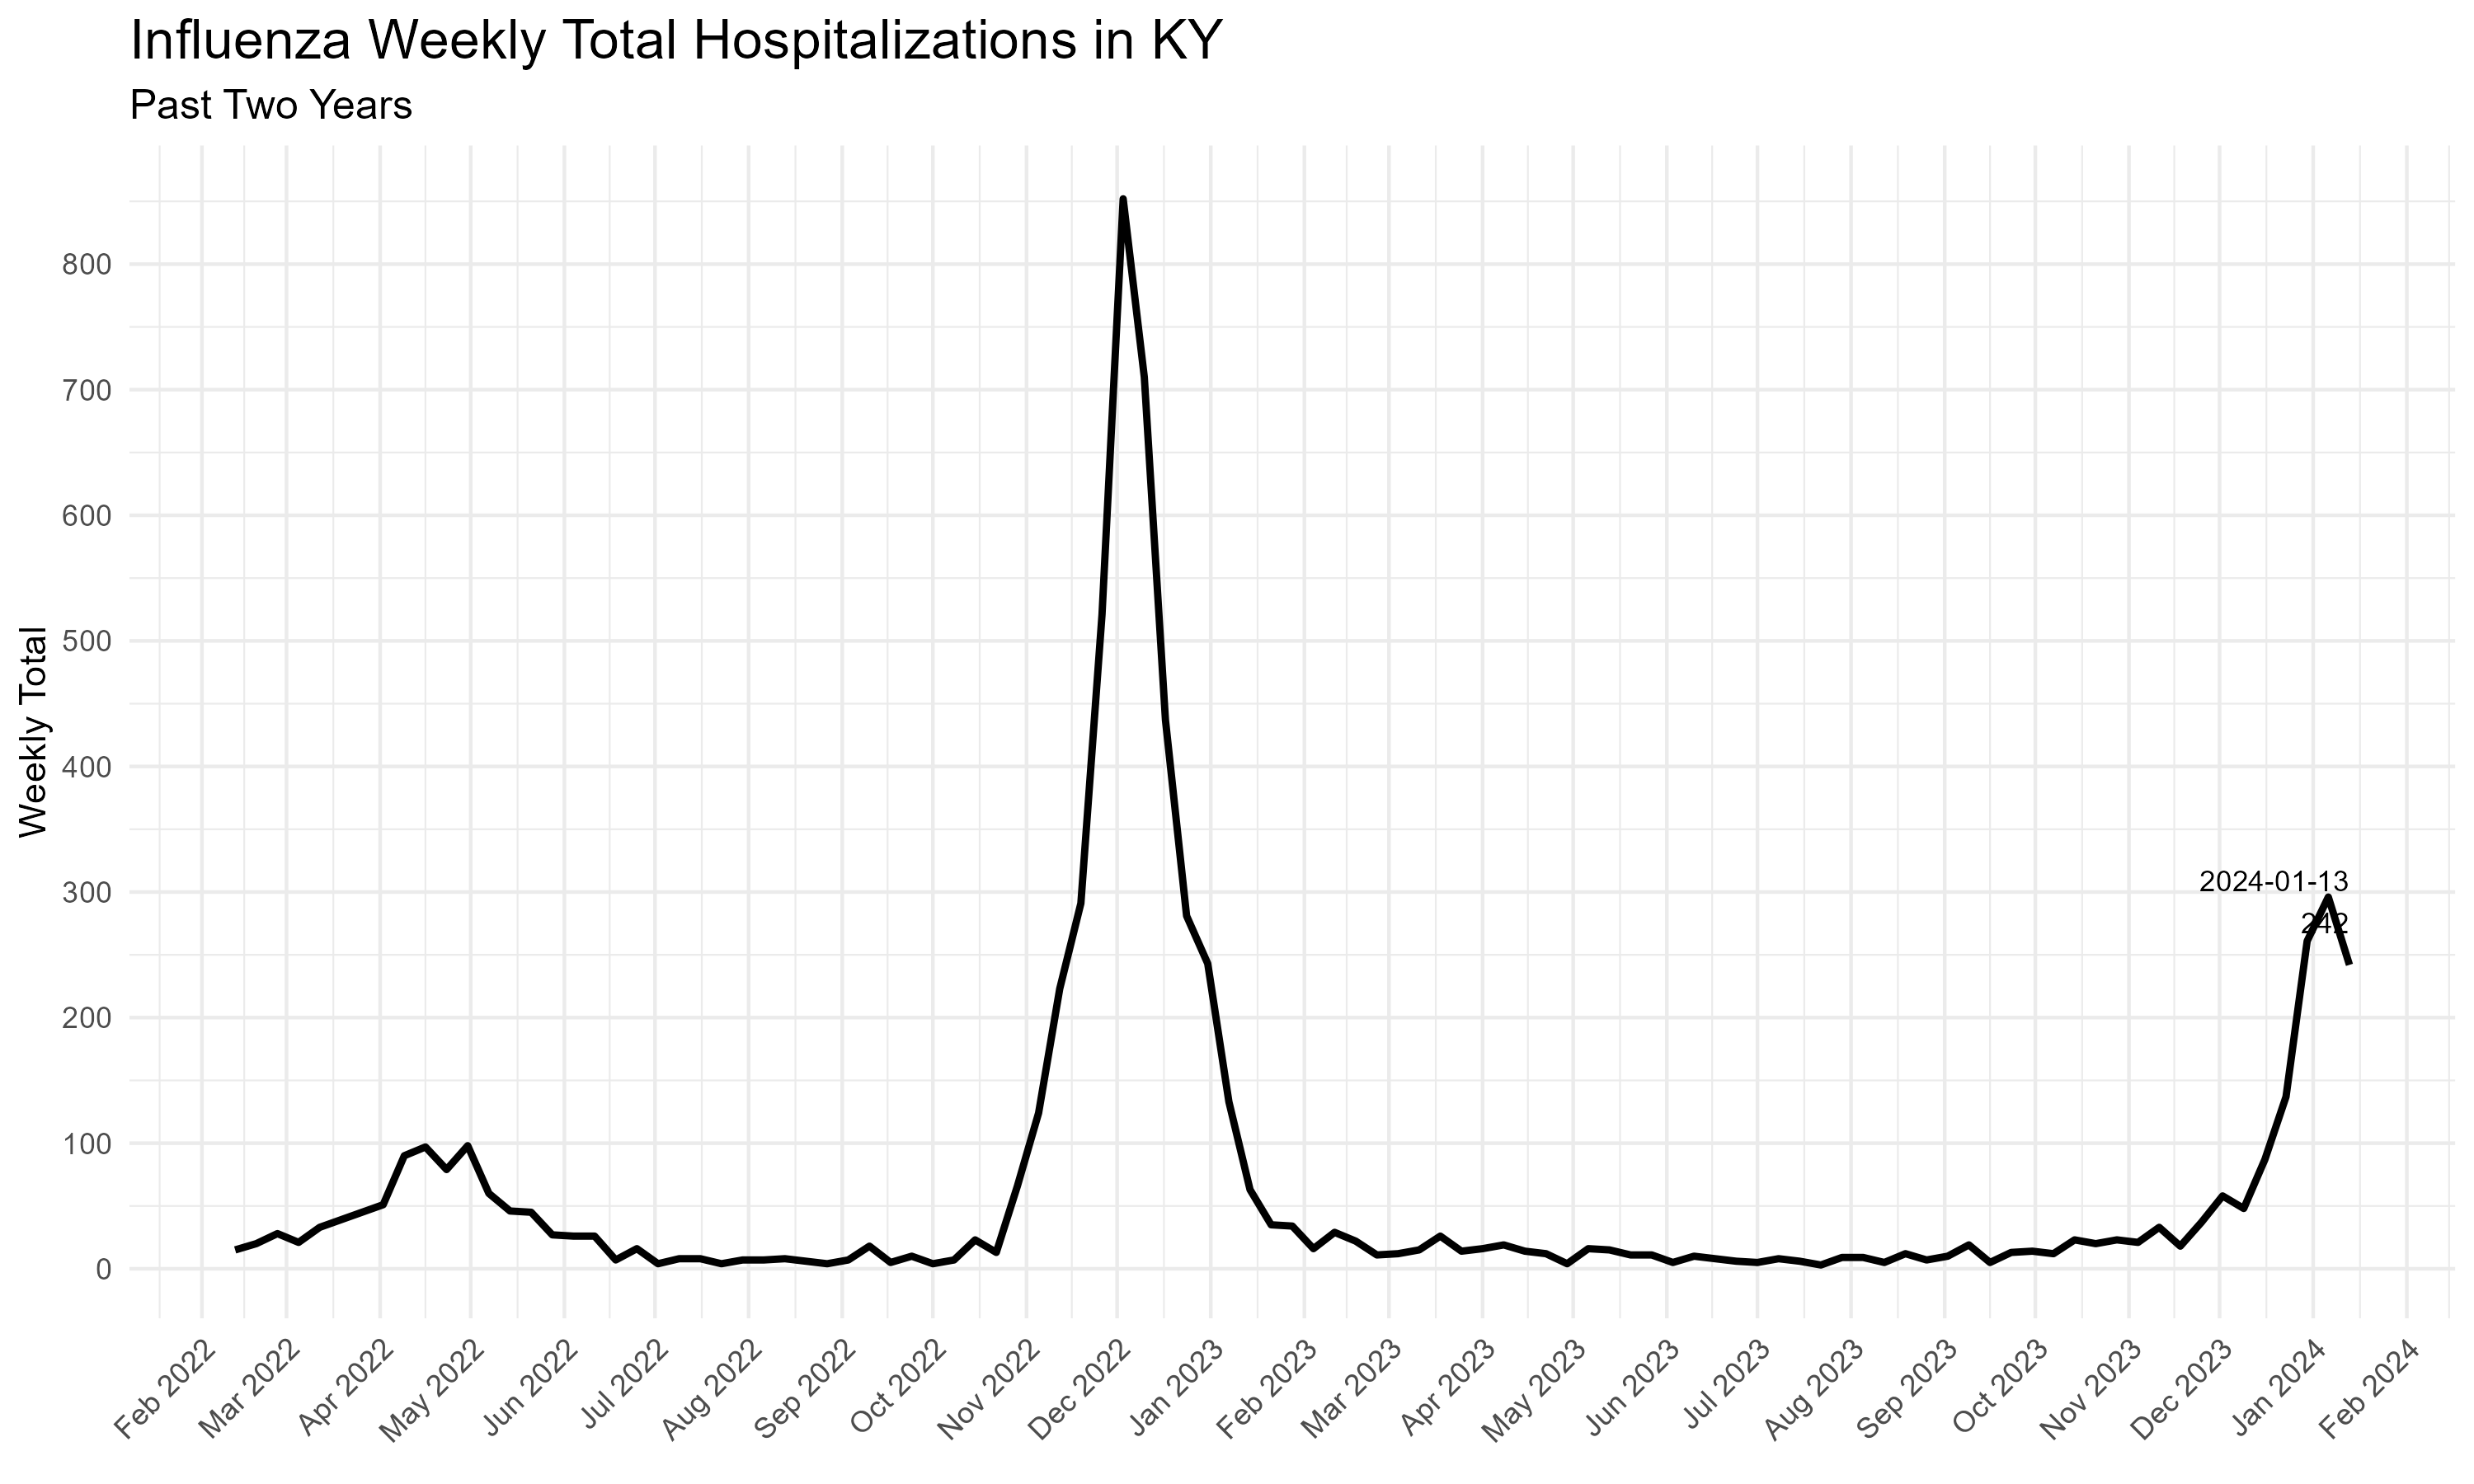 Influenza Weekly Total Hospitalizations in KY
Past Two Years
Weekly Total
800
700
600
500
400
300
200
100
0
2024-01-13
242
Feb 2022
Mar 2022
Apr 2022
May 2022
Jun 2022
Jul 2022
Aug 2022
Sep 2022
Oct 2022
Nov 2022
Dec 2022
Jan 2023
Feb 2023
Mar 2023
Apr 2023
May 2023
Jun 2023
Jul 2023
Aug 2023
Sep 2023
Oct 2023
Nov 2023
Dec 2023
Jan 2024
Feb 2024